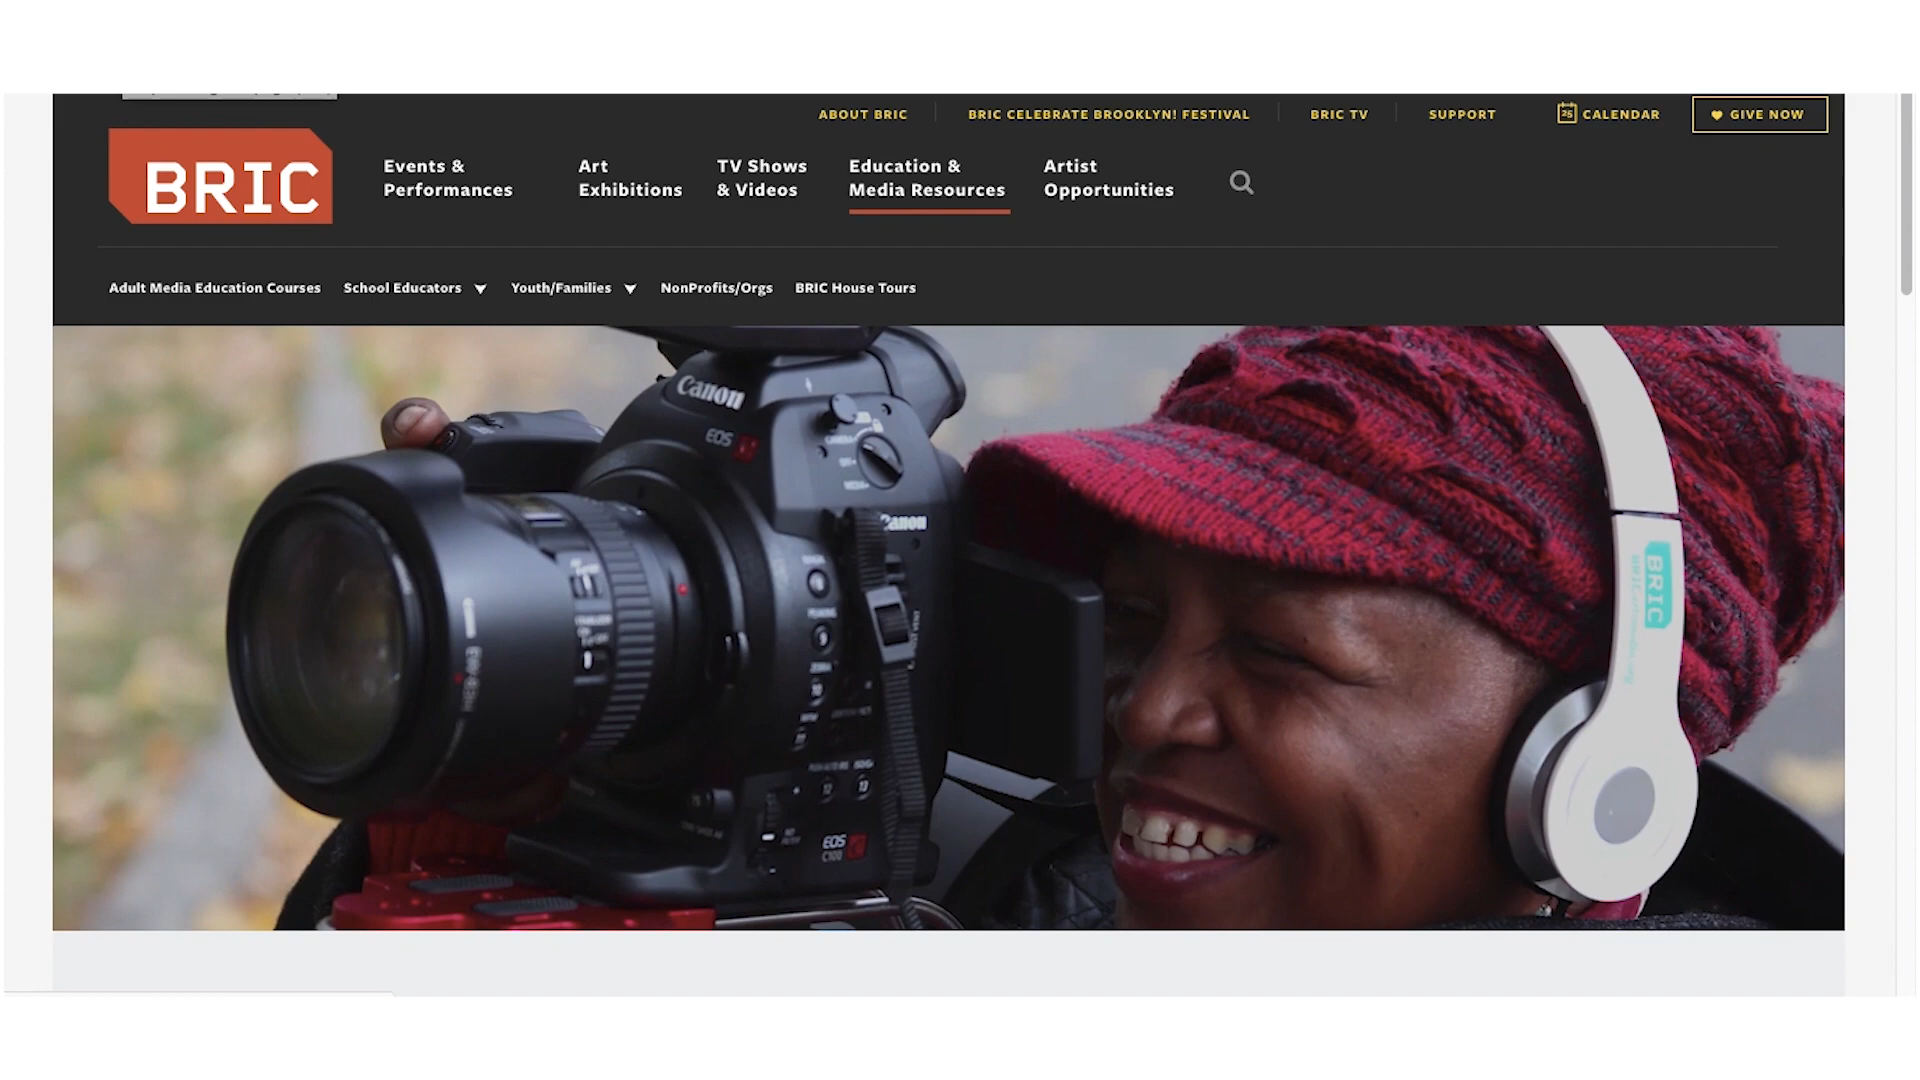 ABOUT BRIC
BRIC CELEBRATE BROOKLYN! FESTIVAL
BRIC TV
SUPPORT
25
CALENDAR
GIVE NOW
BRIC
Events &
Performances
Art
Exhibitions
TV Shows
& Videos
Education &
Media Resources
Artist
Opportunities
Adult Media Education Courses
School Educators
Youth/Families
NonProfits/Orgs
BRIC House Tours
Canon
EOS
Canon
EOS
C100
BRIC